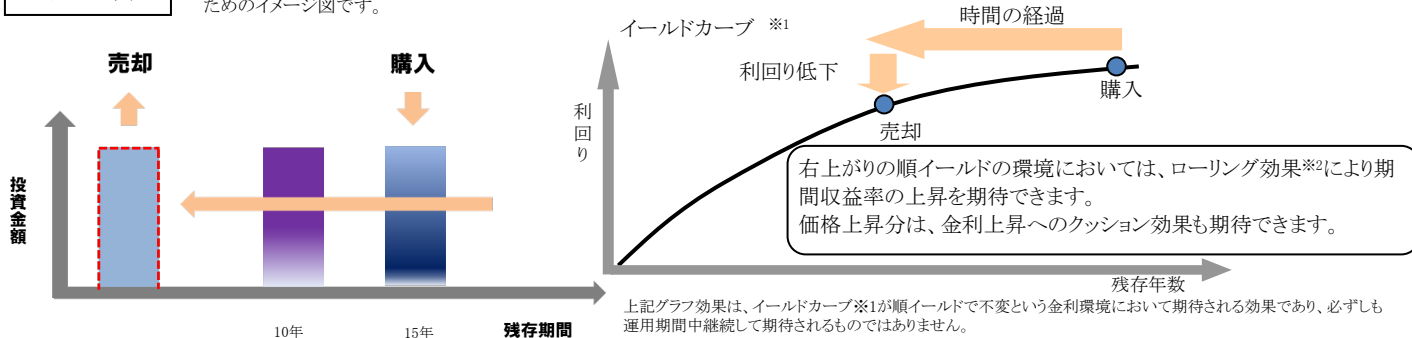 ためのイメージ図です。
売却
購入
投資金額
10年
15年
残存期間
イールドカーブ ※1
時間の経過
利回り低下
利回り
購入
売却
右上がりの順イールドの環境においては、ローリング効果※2により期
間収益率の上昇を期待できます。
価格上昇分は、金利上昇へのクッション効果も期待できます。
残存年数
上記グラフ効果は、イールドカーブ※1が順イールドで不変という金利環境において期待される効果であり、必ずしも
運用期間中継続して期待されるものではありません。